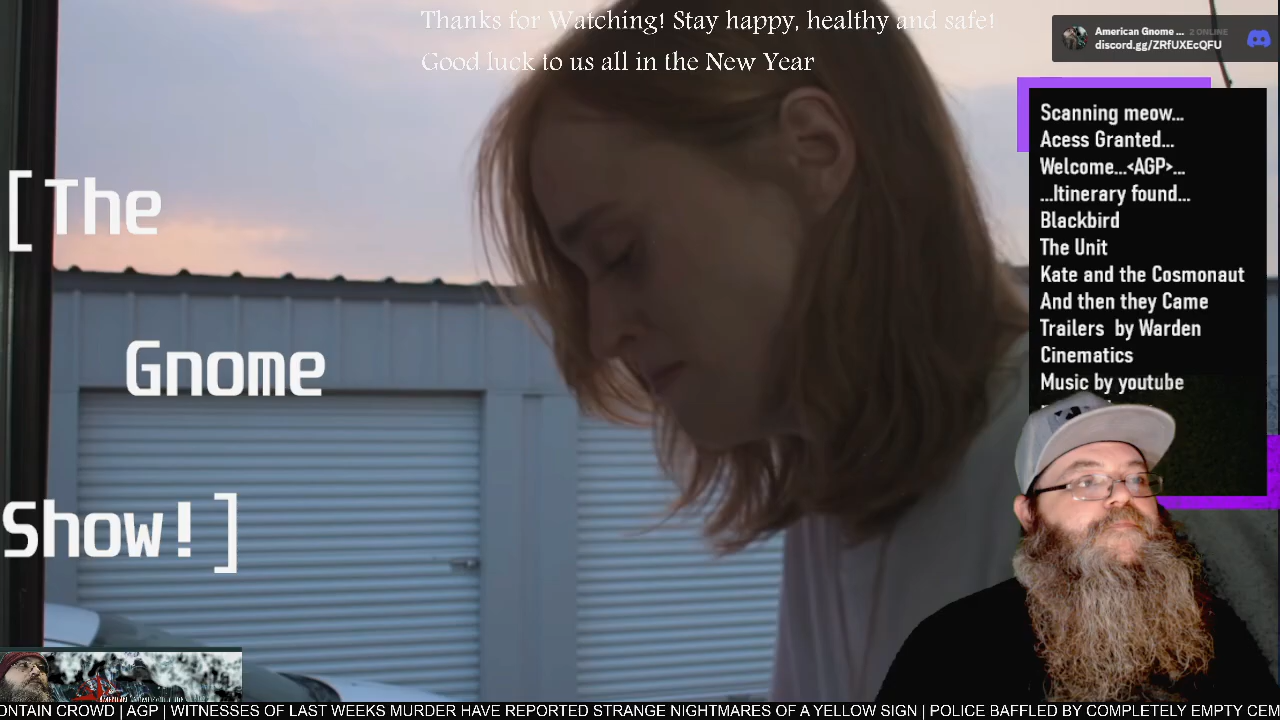 Thanks for Watching! Stay happy, healthy and safe!
Good luck to us all in the New Year
American Gnome ... 2 ONLINE
discord.gg/ZRfUXEcQFU
[The
Gnome
Show!]
Scanning meow...
Acess Granted...
Welcome...<AGP>...
...Itinerary found...
Blackbird
The Unit
Kate and the Cosmonaut
And then they Came
Trailers by Warden
Cinematics
Music by youtube
ONTAIN CROWD | AGP | WITNESSES OF LAST WEEKS MURDER HAVE REPORTED STRANGE NIGHTMARES OF A YELLOW SIGN | POLICE BAFFLED BY COMPLETELY EMPTY CEM